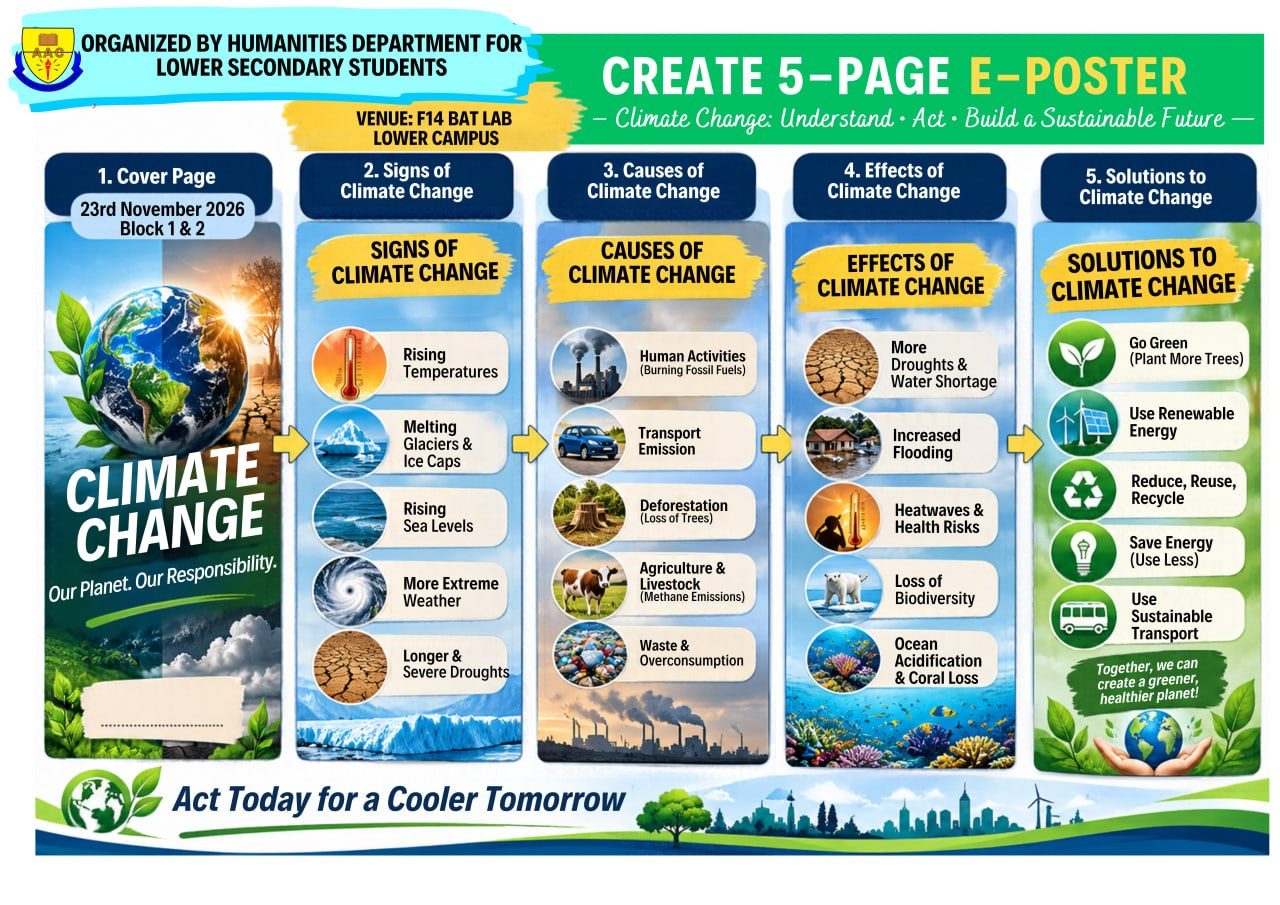 AAC
ORGANIZED BY HUMANITIES DEPARTMENT FOR
LOWER SECONDARY STUDENTS
VENUE: F14 BAT LAB
LOWER CAMPUS
CREATE 5-PAGE E-POSTER
— Climate Change: Understand • Act • Build a Sustainable Future —
1. Cover Page
23rd November 2026
Block 1 & 2
CLIMATE
CHANGE
Our Planet. Our Responsibility.
2. Signs of
Climate Change
SIGNS OF
CLIMATE CHANGE
Rising
Temperatures
Melting
Glaciers &
Ice Caps
Rising
Sea Levels
More Extreme
Weather
Longer &
Severe Droughts
3. Causes of
Climate Change
CAUSES OF
CLIMATE CHANGE
Human Activities
(Burning Fossil Fuels)
Transport
Emission
Deforestation
(Loss of Trees)
Agriculture &
Livestock
(Methane Emissions)
Waste &
Overconsumption
4. Effects of
Climate Change
EFFECTS OF
CLIMATE CHANGE
More
Droughts &
Water Shortage
Increased
Flooding
Heatwaves &
Health Risks
Loss of
Biodiversity
Ocean
Acidification
& Coral Loss
5. Solutions to
Climate Change
SOLUTIONS TO
CLIMATE CHANGE
Go Green
(Plant More Trees)
Use Renewable
Energy
Reduce, Reuse,
Recycle
Save Energy
(Use Less)
Use
Sustainable
Transport
Together, we can
create a greener,
healthier planet!
Act Today for a Cooler Tomorrow